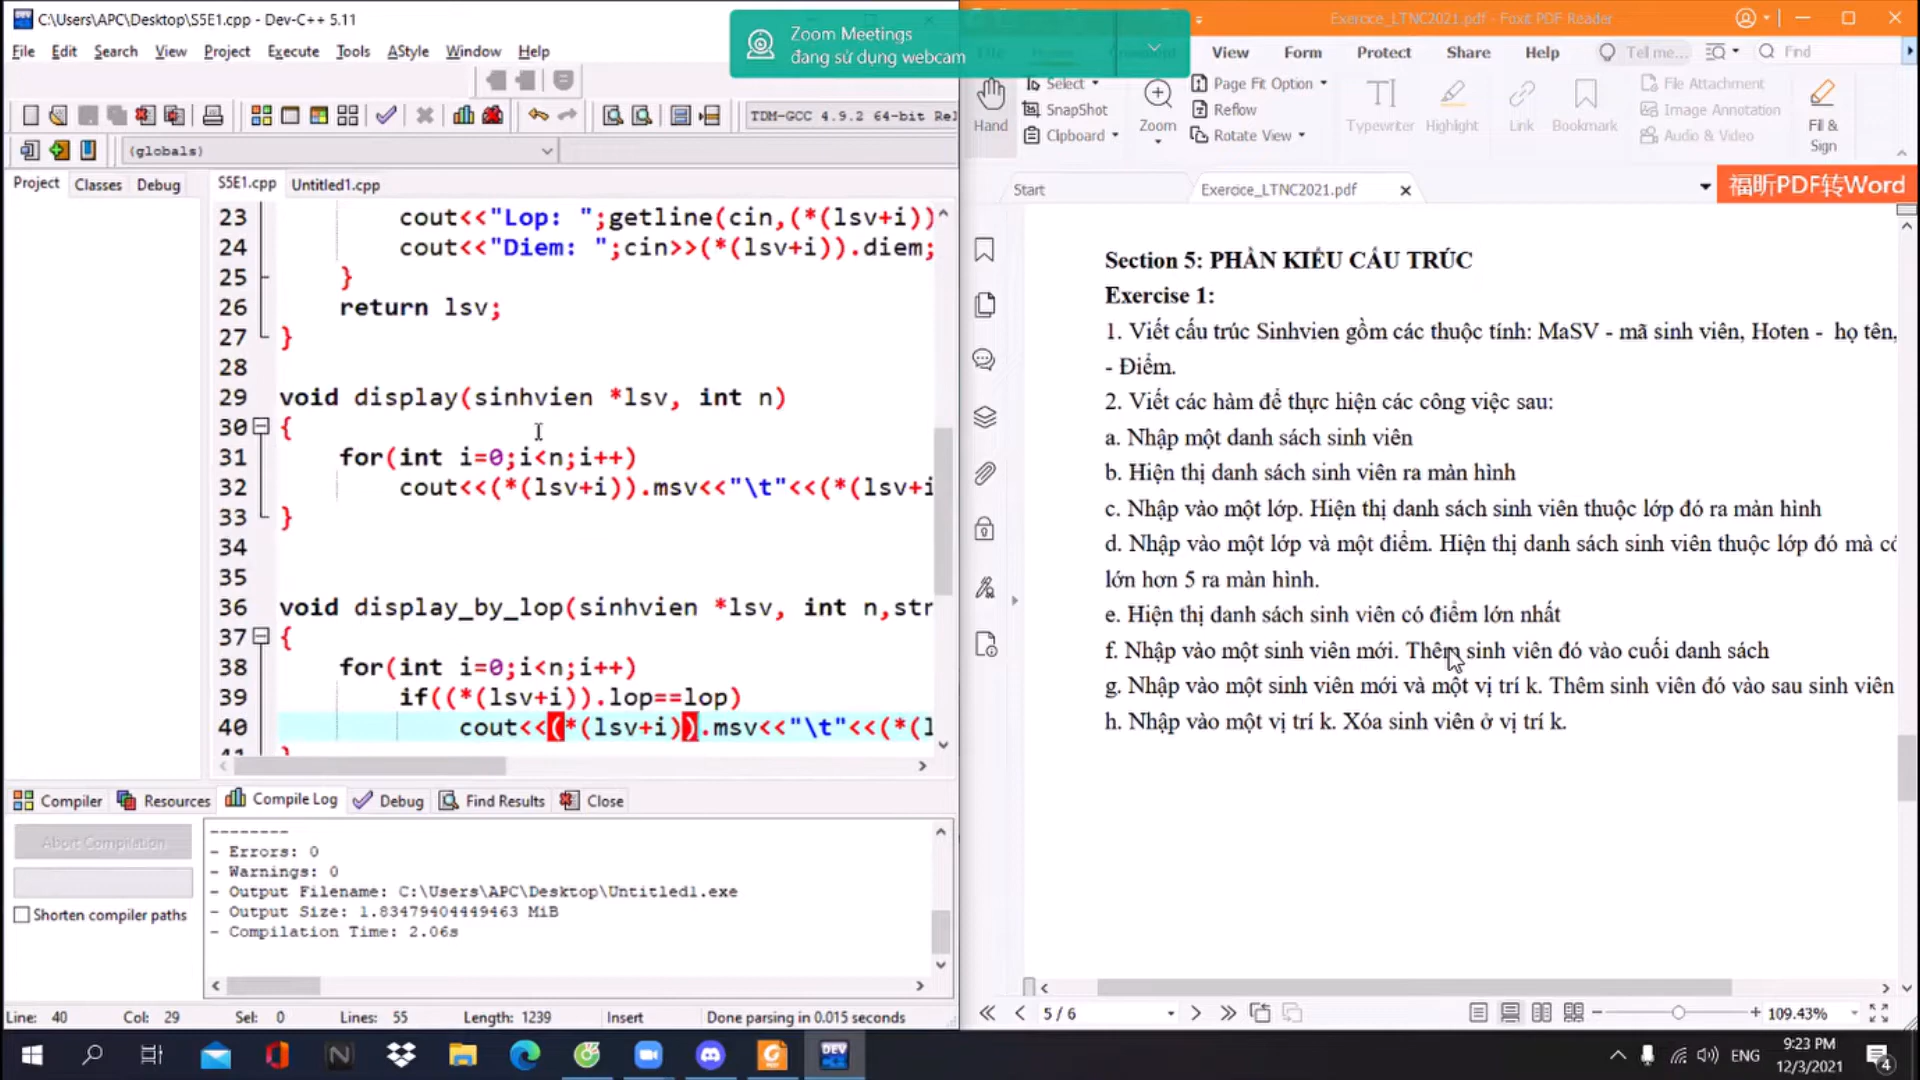 C:\Users\APC\Desktop\S5E1.cpp - Dev-C++ 5.11
File Edit Search View Project Execute Tools AStyle Window Help
TDM-GCC 4.9.2 64-bit Rel
(globals)
Project Classes Debug
S5E1.cpp Untitled1.cpp
23 cout<<"Lop: ";getline(cin,(*(lsv+i))
24 cout<<"Diem: ";cin>>(*(lsv+i)).diem;
25 }
26 return lsv;
27 }
28
29 void display(sinhvien *lsv, int n)
30 {
31 for(int i=0;i<n;i++)
32 cout<<(*(lsv+i)).msv<<"\t"<<(*(lsv+i
33 }
34
35
36 void display_by_lop(sinhvien *lsv, int n,str
37 {
38 for(int i=0;i<n;i++)
39 if((*(lsv+i)).lop==lop)
40 cout<<(*(lsv+i)).msv<<"\t"<<(*(l
41 }
Compiler Resources Compile Log Debug Find Results Close
Abort Compilation
Shorten compiler paths
--------
- Errors: 0
- Warnings: 0
- Output Filename: C:\Users\APC\Desktop\Untitled1.exe
- Output Size: 1.83479404449463 MiB
- Compilation Time: 2.06s
Line: 40 Col: 29 Sel: 0 Lines: 55 Length: 1239 Insert Done parsing in 0.015 seconds
Zoom Meetings
đang sử dụng webcam
Exercice_LTNC2021.pdf - Foxit PDF Reader
View Form Protect Share Help Tell me... Find
Hand
Select
SnapShot
Clipboard
Zoom
Page Fit Option
Reflow
Rotate View
Typewriter
Highlight
Link
Bookmark
File Attachment
Image Annotation
Audio & Video
Fill &
Sign
Start Exercice_LTNC2021.pdf
福昕PDF转Word
Section 5: PHẦN KIỂU CẤU TRÚC
Exercise 1:
1. Viết cấu trúc Sinhvien gồm các thuộc tính: MaSV - mã sinh viên, Hoten - họ tên,
- Điểm.
2. Viết các hàm để thực hiện các công việc sau:
a. Nhập một danh sách sinh viên
b. Hiện thị danh sách sinh viên ra màn hình
c. Nhập vào một lớp. Hiện thị danh sách sinh viên thuộc lớp đó ra màn hình
d. Nhập vào một lớp và một điểm. Hiện thị danh sách sinh viên thuộc lớp đó mà có
lớn hơn 5 ra màn hình.
e. Hiện thị danh sách sinh viên có điểm lớn nhất
f. Nhập vào một sinh viên mới. Thêm sinh viên đó vào cuối danh sách
g. Nhập vào một sinh viên mới và một vị trí k. Thêm sinh viên đó vào sau sinh viên
h. Nhập vào một vị trí k. Xóa sinh viên ở vị trí k.
5 / 6
109.43%
ENG
9:23 PM
12/3/2021
4